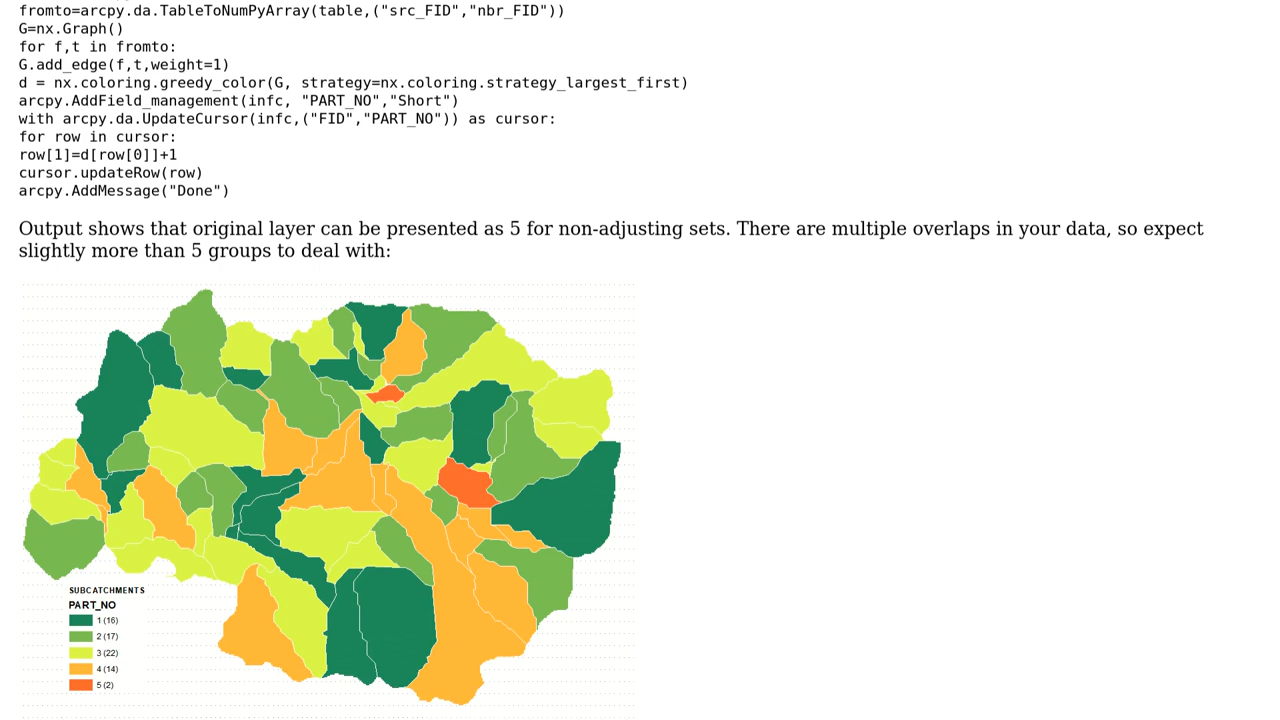 fromto=arcpy.da.TableToNumPyArray(table,("src_FID","nbr_FID"))
G=nx.Graph()
for f,t in fromto:
G.add_edge(f,t,weight=1)
d = nx.coloring.greedy_color(G, strategy=nx.coloring.strategy_largest_first)
arcpy.AddField_management(infc, "PART_NO","Short")
with arcpy.da.UpdateCursor(infc,("FID","PART_NO")) as cursor:
for row in cursor:
row[1]=d[row[0]]+1
cursor.updateRow(row)
arcpy.AddMessage("Done")
Output shows that original layer can be presented as 5 for non-adjusting sets. There are multiple overlaps in your data, so expect
slightly more than 5 groups to deal with:
SUBCATCHMENTS
PART_NO
1 (16)
2 (17)
3 (22)
4 (14)
5 (2)